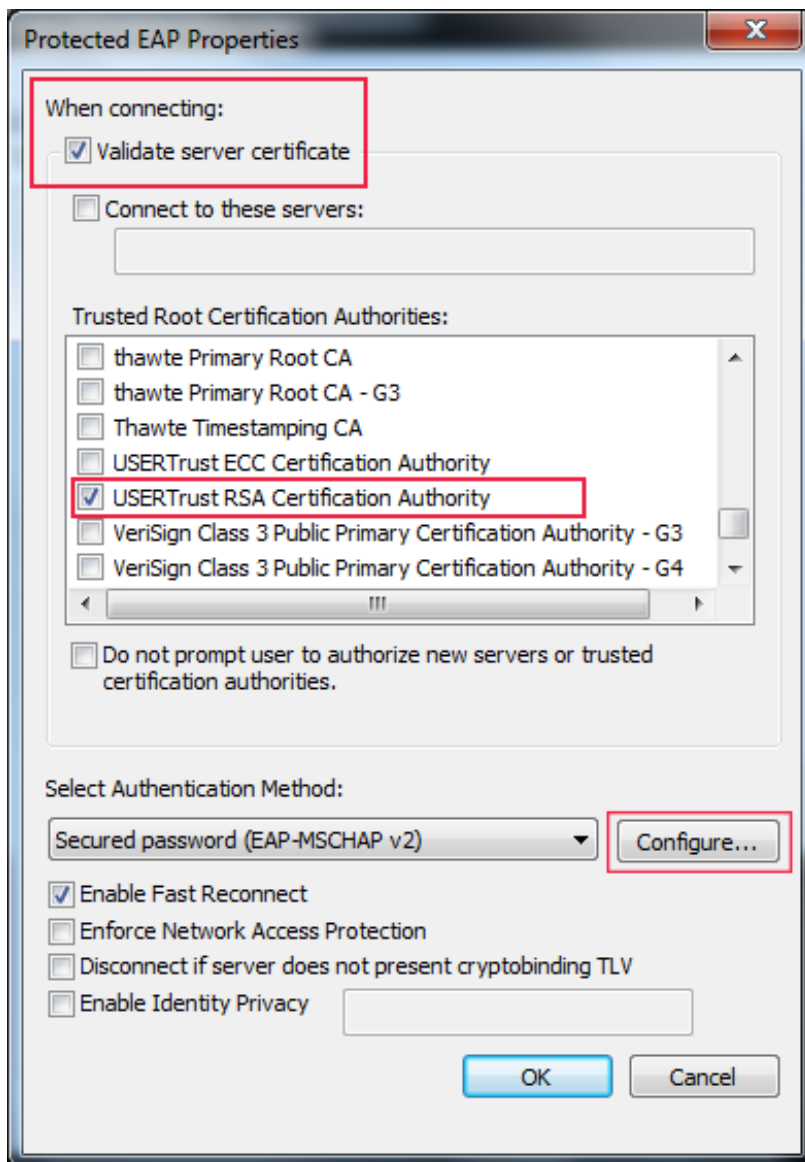 Protected EAP Properties
When connecting:
Validate server certificate
Connect to these servers:
Trusted Root Certification Authorities:
thawte Primary Root CA
thawte Primary Root CA - G3
Thawte Timestamping CA
USERTrust ECC Certification Authority
USERTrust RSA Certification Authority
VeriSign Class 3 Public Primary Certification Authority - G3
VeriSign Class 3 Public Primary Certification Authority - G4
Do not prompt user to authorize new servers or trusted
certification authorities.
Select Authentication Method:
Secured password (EAP-MSCHAP v2)
Configure...
Enable Fast Reconnect
Enforce Network Access Protection
Disconnect if server does not present cryptobinding TLV
Enable Identity Privacy
OK
Cancel